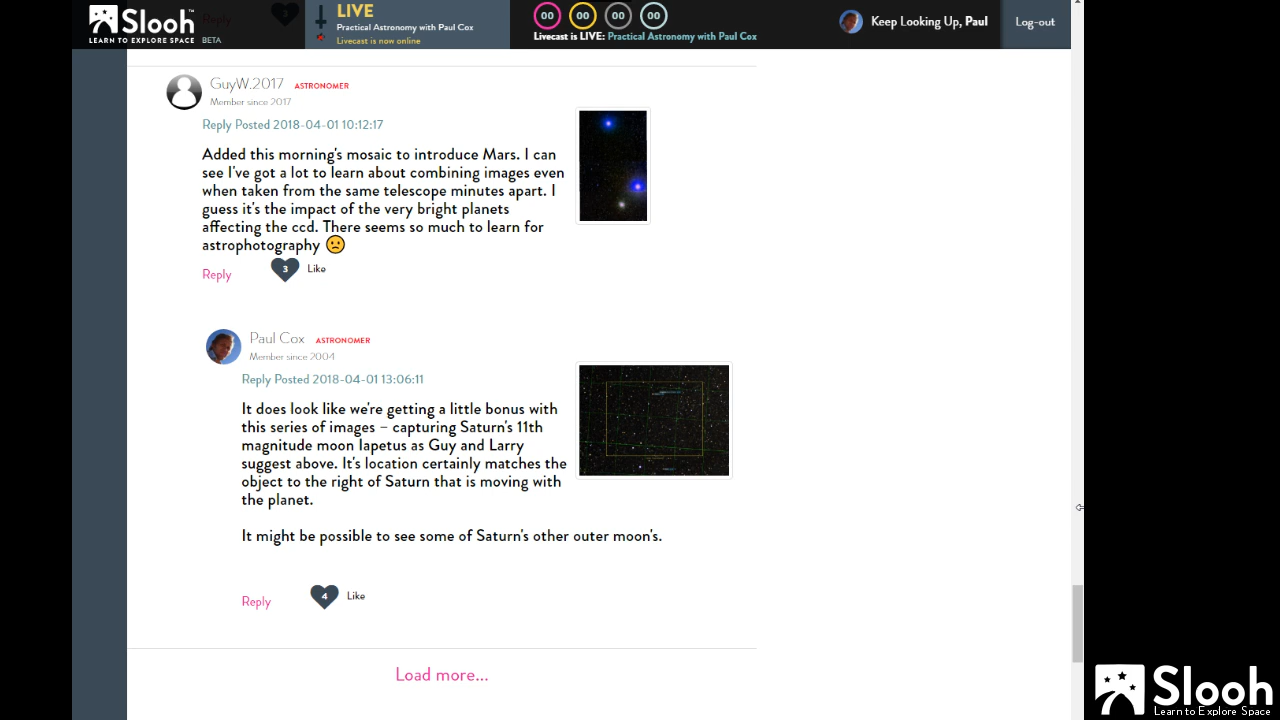 Slooh
LEARN TO EXPLORE SPACE BETA
Reply
LIVE
Practical Astronomy with Paul Cox
Livecast is now online
00 00 00 00
Livecast is LIVE: Practical Astronomy with Paul Cox
Keep Looking Up, Paul
Log-out
GuyW.2017 ASTRONOMER
Member since 2017
Reply Posted 2018-04-01 10:12:17
Added this morning's mosaic to introduce Mars. I can
see I've got a lot to learn about combining images even
when taken from the same telescope minutes apart. I
guess it's the impact of the very bright planets
affecting the ccd. There seems so much to learn for
astrophotography
Reply 3 Like
Paul Cox ASTRONOMER
Member since 2004
Reply Posted 2018-04-01 13:06:11
It does look like we're getting a little bonus with
this series of images – capturing Saturn's 11th
magnitude moon Iapetus as Guy and Larry
suggest above. It's location certainly matches the
object to the right of Saturn that is moving with
the planet.
It might be possible to see some of Saturn's other outer moon's.
Reply 4 Like
Load more...
Slooh
Learn to Explore Space